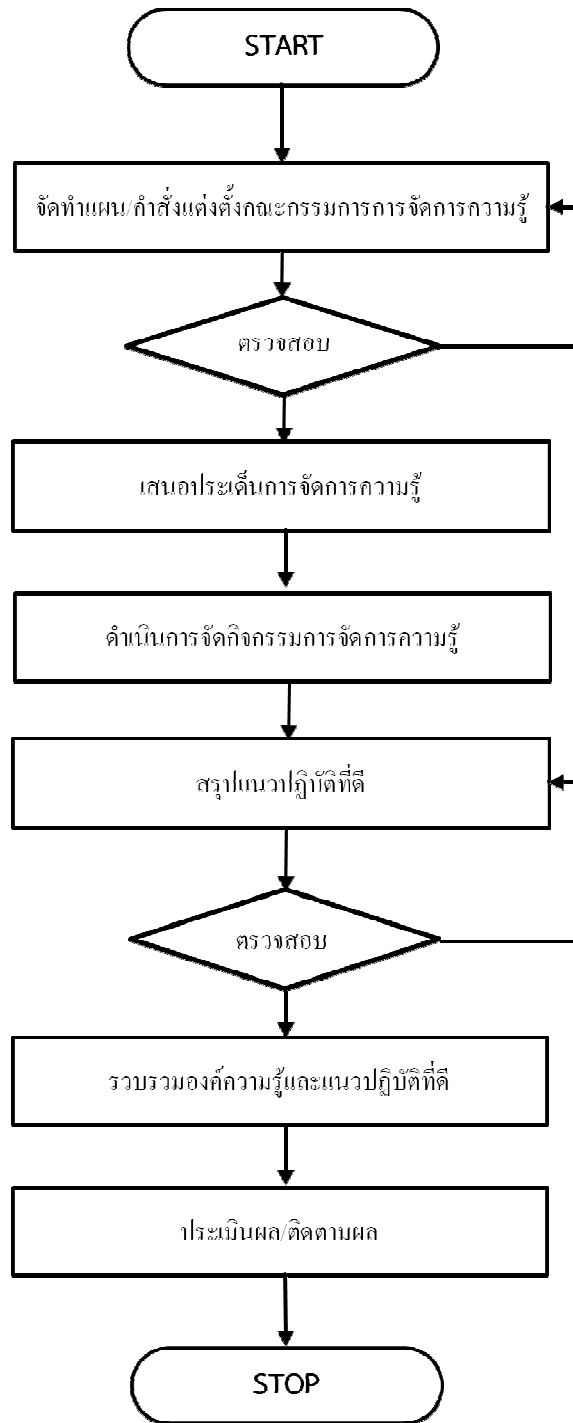 START
จัดทำแผน/คำสั่งแต่งตั้งคณะกรรมการการจัดการความรู้
ตรวจสอบ
เสนอประเด็นการจัดการความรู้
ดำเนินการจัดกิจกรรมการจัดการความรู้
สรุปแนวปฏิบัติที่ดี
ตรวจสอบ
รวบรวมองค์ความรู้และแนวปฏิบัติที่ดี
ประเมินผล/ติดตามผล
STOP